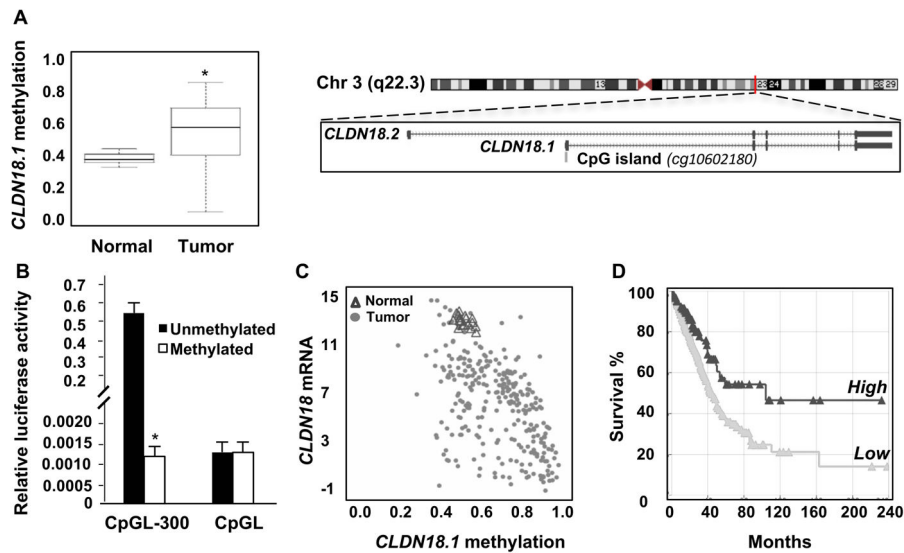 A
CLDN18.1 methylation
1.0
0.8
0.6
0.4
0.2
0.0
*
Normal Tumor
Chr 3 (q22.3)
13 23 24 26 29
CLDN18.2
CLDN18.1
CpG island (cg10602180)
B
Relative luciferase activity
0.7
0.6
0.5
0.4
0.3
0.2
0.0020
0.0015
0.0010
0.0005
0
Unmethylated
Methylated
*
CpGL-300 CpGL
C
CLDN18 mRNA
15
11
7
3
-1
Normal
Tumor
0.0 0.2 0.4 0.6 0.8 1.0
CLDN18.1 methylation
D
Survival %
100
80
60
40
20
0
High
Low
0 40 80 120 160 200 240
Months